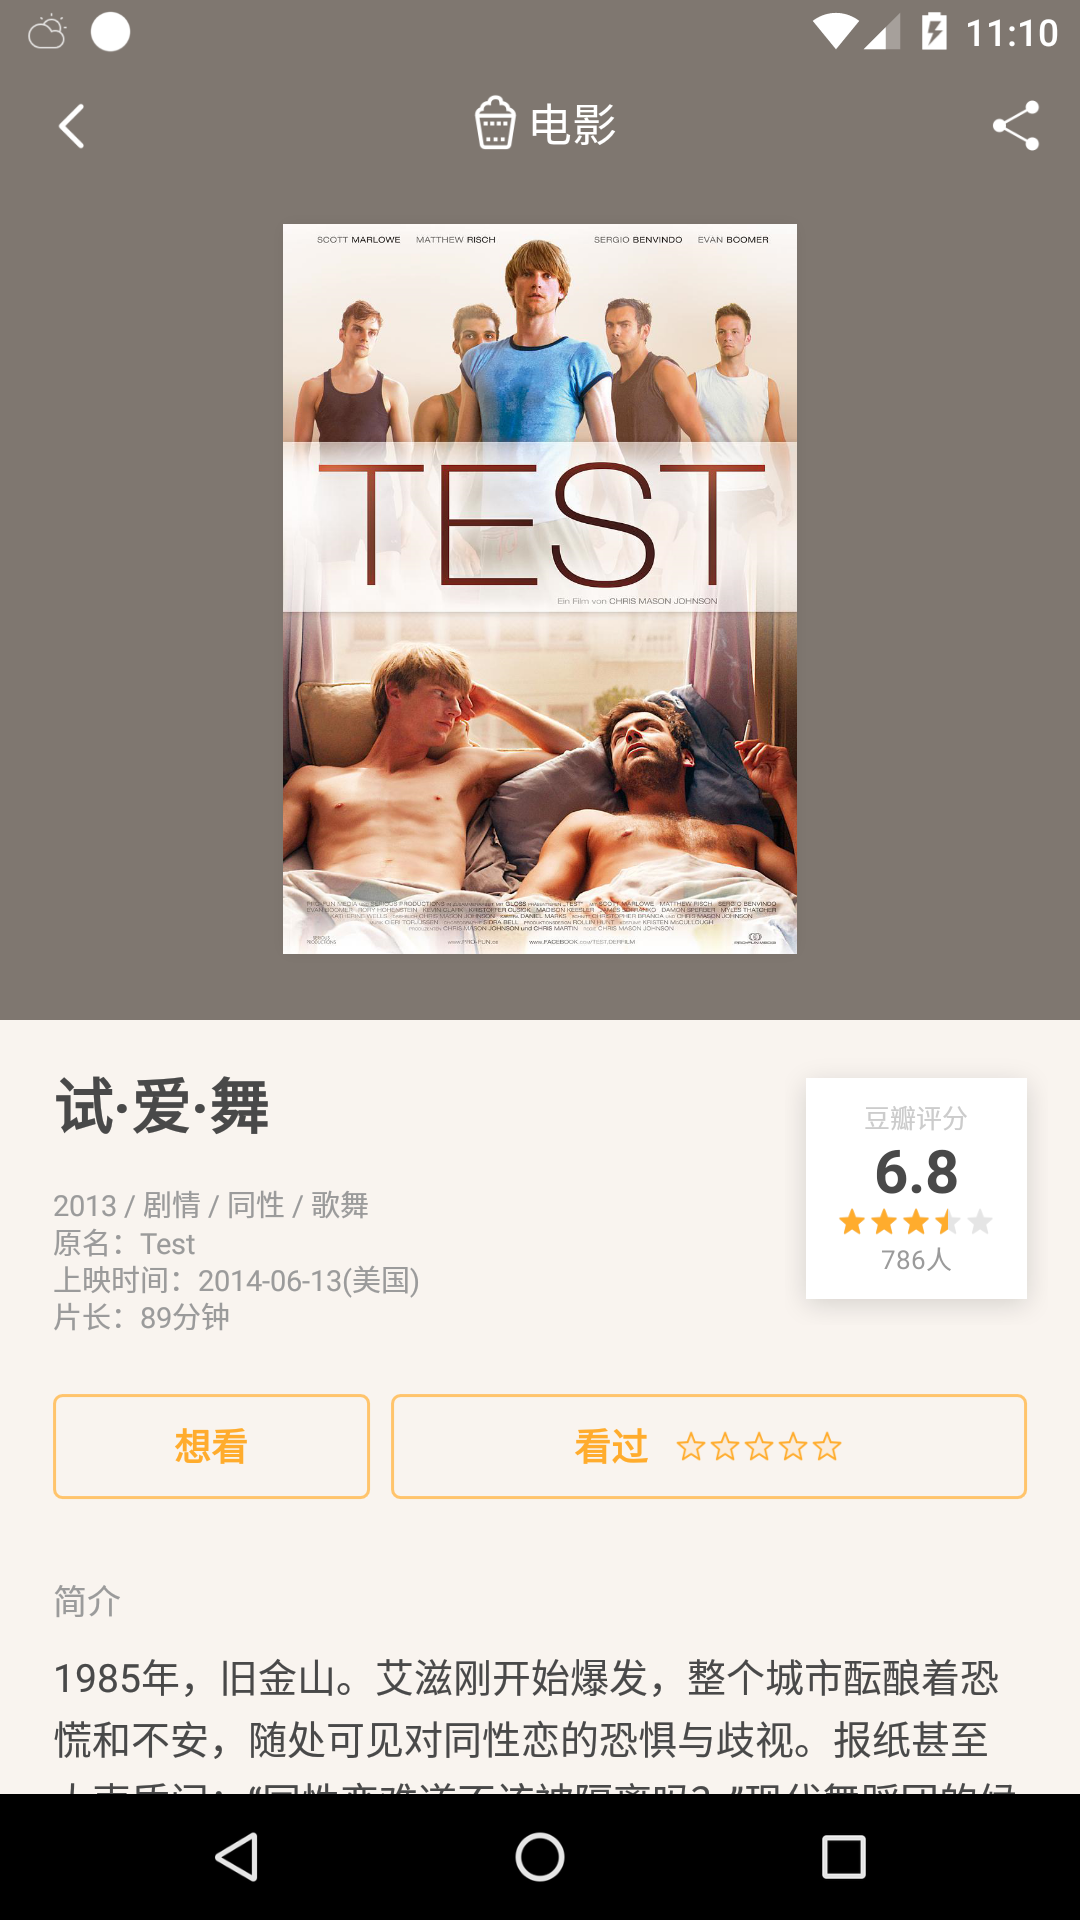 11:10
电影
SCOTT MARLOWE MATTHEW RISCH SERGIO BENVINDO EVAN BOOMER
TEST
Ein Film von CHRIS MASON JOHNSON
试·爱·舞
豆瓣评分
6.8
786人
2013 / 剧情 / 同性 / 歌舞
原名：Test
上映时间：2014-06-13(美国)
片长：89分钟
想看
看过
简介
1985年，旧金山。艾滋刚开始爆发，整个城市酝酿着恐
慌和不安，随处可见对同性恋的恐惧与歧视。报纸甚至